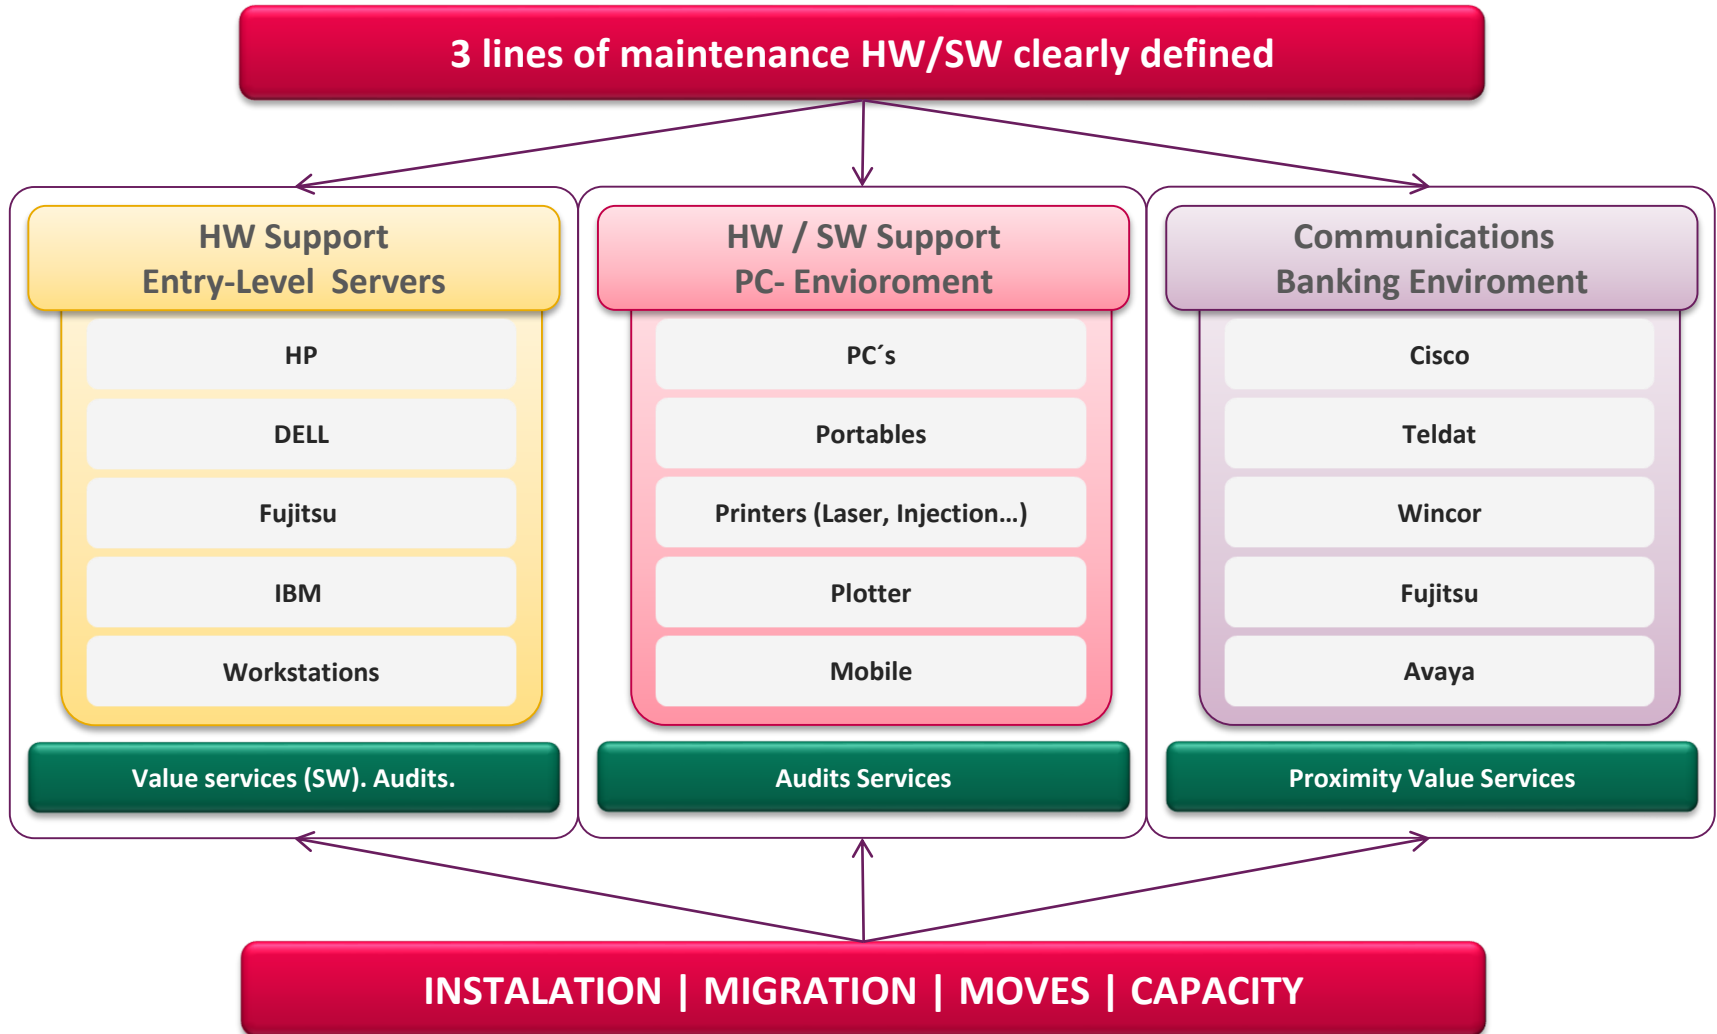 3 lines of maintenance HW/SW clearly defined
HW Support
Entry-Level Servers
HP
DELL
Fujitsu
IBM
Workstations
Value services (SW). Audits.
HW / SW Support
PC- Envioroment
PC´s
Portables
Printers (Laser, Injection…)
Plotter
Mobile
Audits Services
Communications
Banking Enviroment
Cisco
Teldat
Wincor
Fujitsu
Avaya
Proximity Value Services
INSTALATION | MIGRATION | MOVES | CAPACITY